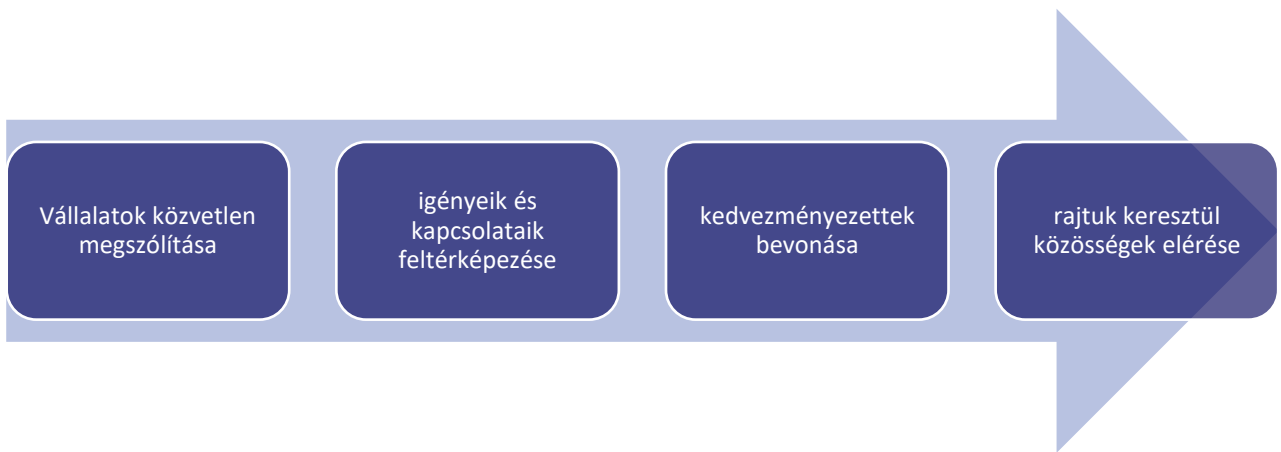 Vállalatok közvetlen
megszólítása
igényeik és
kapcsolataik
feltérképezése
kedvezményezettek
bevonása
rajtuk keresztül
közösségek elérése